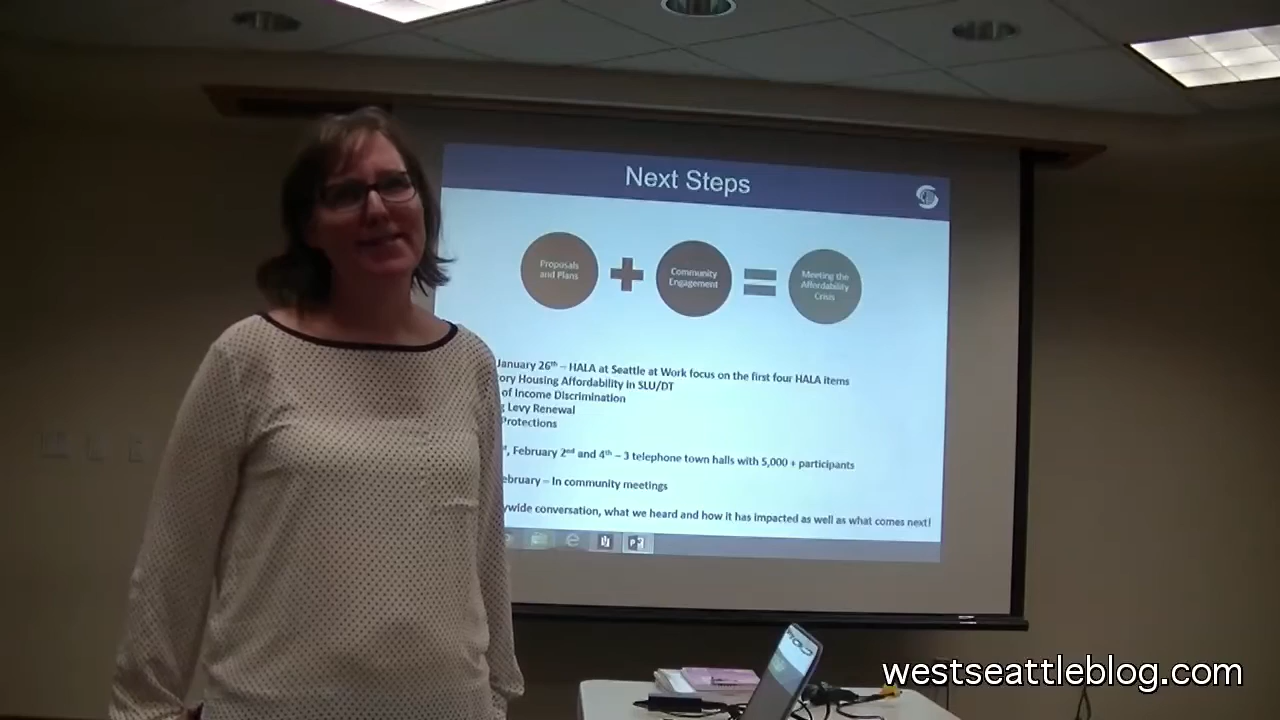 Next Steps
Proposals
and Plans
Community
Engagement
Meeting the
Affordability
Crisis
January 26th – HALA at Seattle at Work focus on the first four HALA items
ory Housing Affordability in SLU/DT
of Income Discrimination
Levy Renewal
Protections
, February 2nd and 4th – 3 telephone town halls with 5,000 + participants
ebruary – In community meetings
ywide conversation, what we heard and how it has impacted as well as what comes next!
westseattleblog.com